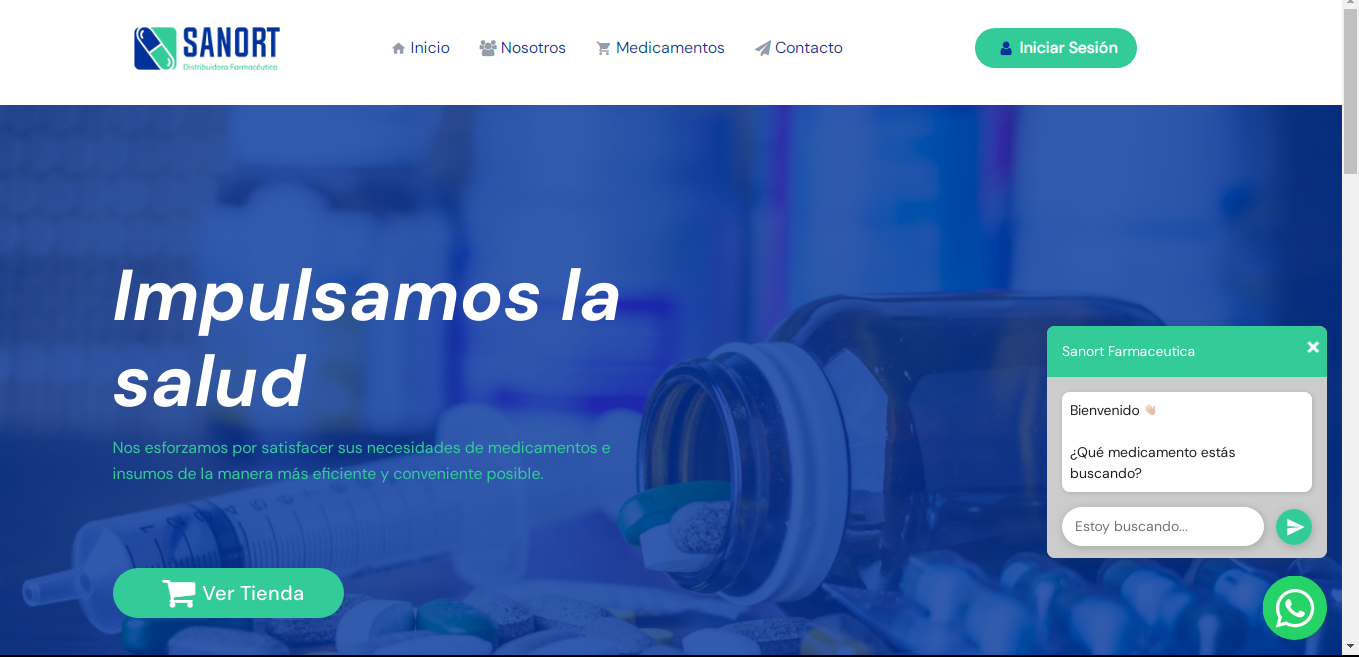 SANORT
Distribuidora Farmacéutica
Inicio
Nosotros
Medicamentos
Contacto
Iniciar Sesión
Impulsamos la
salud
Nos esforzamos por satisfacer sus necesidades de medicamentos e
insumos de la manera más eficiente y conveniente posible.
Ver Tienda
Sanort Farmaceutica
Bienvenido 👋🏻
¿Qué medicamento estás
buscando?
Estoy buscando...